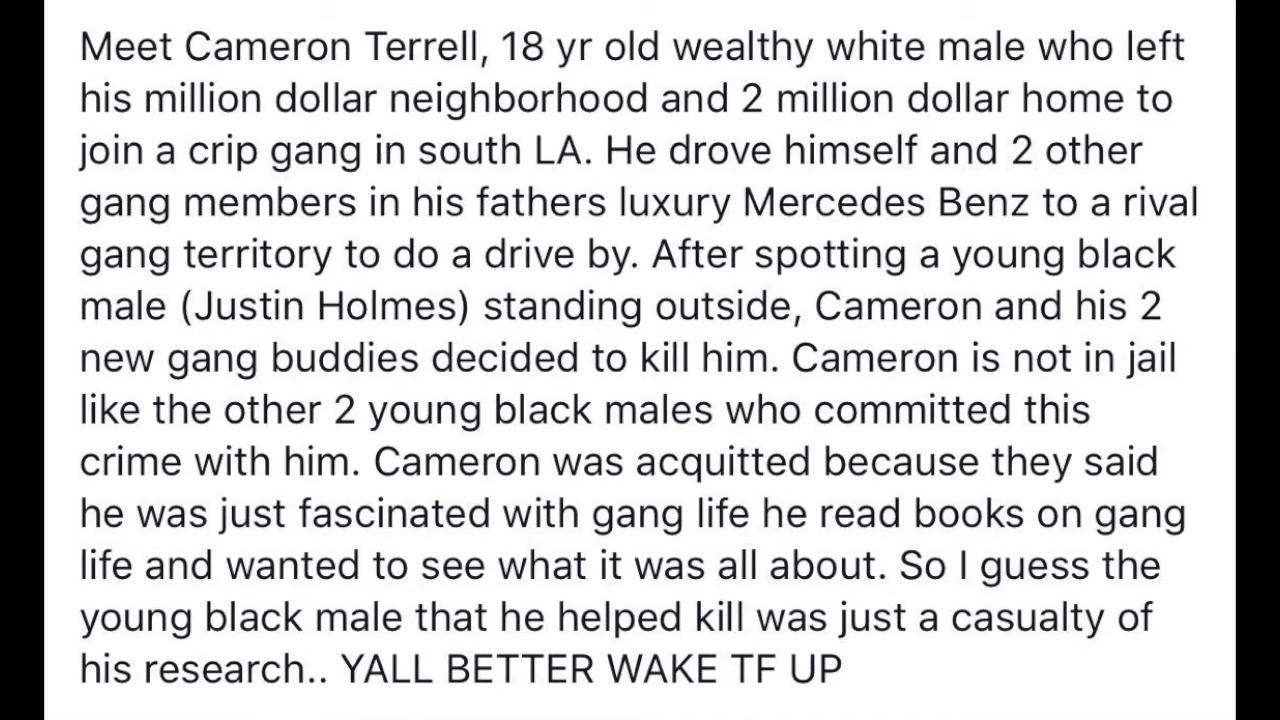 Meet Cameron Terrell, 18 yr old wealthy white male who left
his million dollar neighborhood and 2 million dollar home to
join a crip gang in south LA. He drove himself and 2 other
gang members in his fathers luxury Mercedes Benz to a rival
gang territory to do a drive by. After spotting a young black
male (Justin Holmes) standing outside, Cameron and his 2
new gang buddies decided to kill him. Cameron is not in jail
like the other 2 young black males who committed this
crime with him. Cameron was acquitted because they said
he was just fascinated with gang life he read books on gang
life and wanted to see what it was all about. So I guess the
young black male that he helped kill was just a casualty of
his research.. YALL BETTER WAKE TF UP